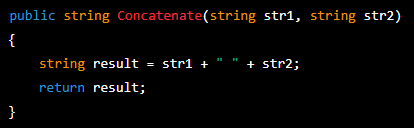 public string Concatenate(string str1, string str2)
{
    string result = str1 + " " + str2;
    return result;
}